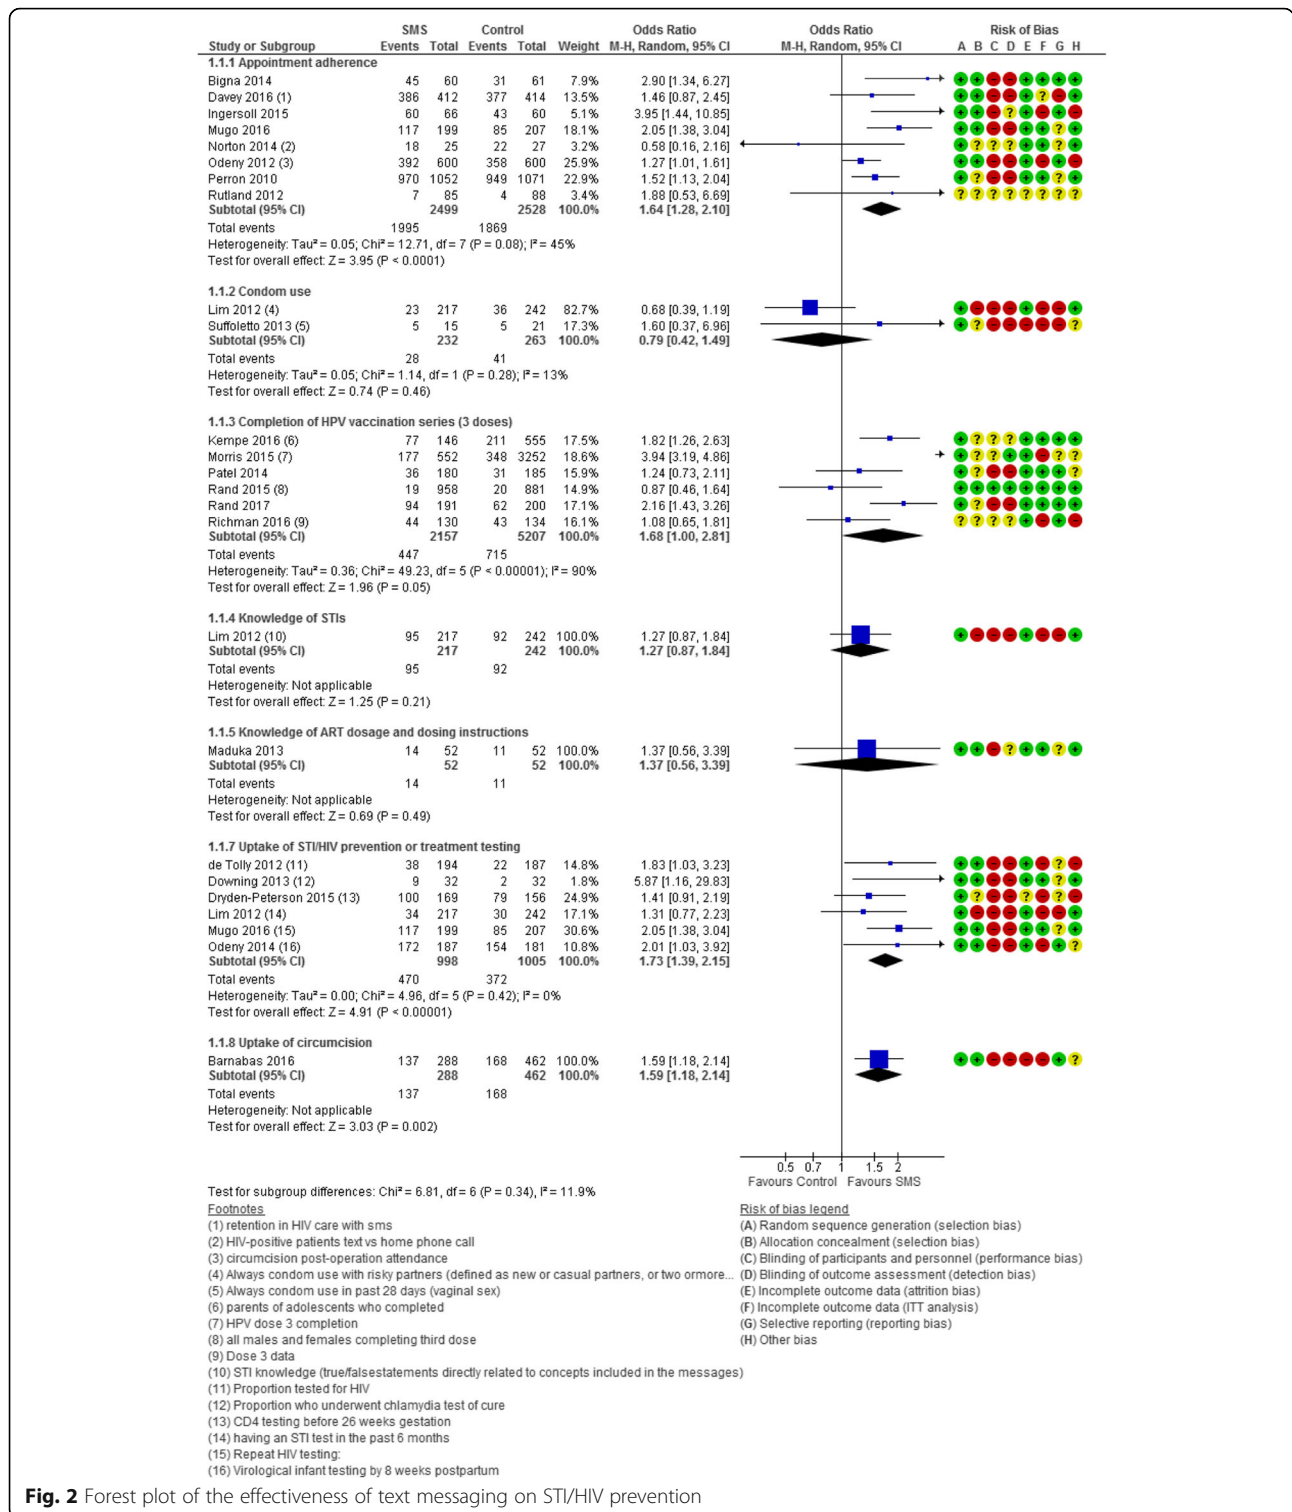 SMS Control Odds Ratio Odds Ratio Risk of Bias
Study or Subgroup Events Total Events Total Weight M-H, Random, 95% CI M-H, Random, 95% CI A B C D E F G H
1.1.1 Appointment adherence
Bigna 2014 45 60 31 61 7.9% 2.90 [1.34, 6.27] + + - - + + + +
Davey 2016 (1) 386 412 377 414 13.5% 1.46 [0.87, 2.45] + + - - + ? - +
Ingersoll 2015 60 66 43 60 5.1% 3.95 [1.44, 10.85] + + - ? - + + -
Mugo 2016 117 199 85 207 18.1% 2.05 [1.38, 3.04] + + - - + + ? +
Norton 2014 (2) 18 25 22 27 3.2% 0.58 [0.16, 2.16] + ? ? ? + + ? +
Odeny 2012 (3) 392 600 358 600 25.9% 1.27 [1.01, 1.61] + + - - + - + -
Perron 2010 970 1052 949 1071 22.9% 1.52 [1.13, 2.04] + ? - - + + ? +
Rutland 2012 7 85 4 88 3.4% 1.88 [0.53, 6.69] ? ? ? ? ? ? ? ?
Subtotal (95% CI) 2499 2528 100.0% 1.64 [1.28, 2.10]
Total events 1995 1869
Heterogeneity: Tau² = 0.05; Chi² = 12.71, df = 7 (P = 0.08); I² = 45%
Test for overall effect: Z = 3.95 (P < 0.0001)
1.1.2 Condom use
Lim 2012 (4) 23 217 36 242 82.7% 0.68 [0.39, 1.19] + - - - + - - +
Suffoletto 2013 (5) 5 15 5 21 17.3% 1.60 [0.37, 6.96] + ? - - - - - ?
Subtotal (95% CI) 232 263 100.0% 0.79 [0.42, 1.49]
Total events 28 41
Heterogeneity: Tau² = 0.05; Chi² = 1.14, df = 1 (P = 0.28); I² = 13%
Test for overall effect: Z = 0.74 (P = 0.46)
1.1.3 Completion of HPV vaccination series (3 doses)
Kempe 2016 (6) 77 146 211 555 17.5% 1.82 [1.26, 2.63] + ? ? ? + + + +
Morris 2015 (7) 177 552 348 3252 18.6% 3.94 [3.19, 4.86] + ? ? + + - ? ?
Patel 2014 36 180 31 185 15.9% 1.24 [0.73, 2.11] + ? - - + + + ?
Rand 2015 (8) 19 958 20 881 14.9% 0.87 [0.46, 1.64] + + + + + + + +
Rand 2017 94 191 62 200 17.1% 2.16 [1.43, 3.26] + ? - - + + + +
Richman 2016 (9) 44 130 43 134 16.1% 1.08 [0.65, 1.81] ? ? ? ? + - + -
Subtotal (95% CI) 2157 5207 100.0% 1.68 [1.00, 2.81]
Total events 447 715
Heterogeneity: Tau² = 0.36; Chi² = 49.23, df = 5 (P < 0.00001); I² = 90%
Test for overall effect: Z = 1.96 (P = 0.05)
1.1.4 Knowledge of STIs
Lim 2012 (10) 95 217 92 242 100.0% 1.27 [0.87, 1.84] + - - - + - - +
Subtotal (95% CI) 217 242 100.0% 1.27 [0.87, 1.84]
Total events 95 92
Heterogeneity: Not applicable
Test for overall effect: Z = 1.25 (P = 0.21)
1.1.5 Knowledge of ART dosage and dosing instructions
Maduka 2013 14 52 11 52 100.0% 1.37 [0.56, 3.39] + + - ? + + ? +
Subtotal (95% CI) 52 52 100.0% 1.37 [0.56, 3.39]
Total events 14 11
Heterogeneity: Not applicable
Test for overall effect: Z = 0.69 (P = 0.49)
1.1.7 Uptake of STI/HIV prevention or treatment testing
de Tolly 2012 (11) 38 194 22 187 14.8% 1.83 [1.03, 3.23] + + - - + - ? -
Downing 2013 (12) 9 32 2 32 1.8% 5.87 [1.16, 29.83] + + - - + + ? +
Dryden-Peterson 2015 (13) 100 169 79 156 24.9% 1.41 [0.91, 2.19] + ? - - ? - ? -
Lim 2012 (14) 34 217 30 242 17.1% 1.31 [0.77, 2.23] + - - - + - - +
Mugo 2016 (15) 117 199 85 207 30.6% 2.05 [1.38, 3.04] + + - - + + ? +
Odeny 2014 (16) 172 187 154 181 10.8% 2.01 [1.03, 3.92] + + - - + - + ?
Subtotal (95% CI) 998 1005 100.0% 1.73 [1.39, 2.15]
Total events 470 372
Heterogeneity: Tau² = 0.00; Chi² = 4.96, df = 5 (P = 0.42); I² = 0%
Test for overall effect: Z = 4.91 (P < 0.00001)
1.1.8 Uptake of circumcision
Barnabas 2016 137 288 168 462 100.0% 1.59 [1.18, 2.14] + + - - - - + ?
Subtotal (95% CI) 288 462 100.0% 1.59 [1.18, 2.14]
Total events 137 168
Heterogeneity: Not applicable
Test for overall effect: Z = 3.03 (P = 0.002)
0.5 0.7 1 1.5 2
Favours Control Favours SMS
Test for subgroup differences: Chi² = 6.81, df = 6 (P = 0.34), I² = 11.9%
Footnotes
(1) retention in HIV care with sms
(2) HIV-positive patients text vs home phone call
(3) circumcision post-operation attendance
(4) Always condom use with risky partners (defined as new or casual partners, or two ormore...
(5) Always condom use in past 28 days (vaginal sex)
(6) parents of adolescents who completed
(7) HPV dose 3 completion
(8) all males and females completing third dose
(9) Dose 3 data
(10) STI knowledge (true/falsestatements directly related to concepts included in the messages)
(11) Proportion tested for HIV
(12) Proportion who underwent chlamydia test of cure
(13) CD4 testing before 26 weeks gestation
(14) having an STI test in the past 6 months
(15) Repeat HIV testing:
(16) Virological infant testing by 8 weeks postpartum
Risk of bias legend
(A) Random sequence generation (selection bias)
(B) Allocation concealment (selection bias)
(C) Blinding of participants and personnel (performance bias)
(D) Blinding of outcome assessment (detection bias)
(E) Incomplete outcome data (attrition bias)
(F) Incomplete outcome data (ITT analysis)
(G) Selective reporting (reporting bias)
(H) Other bias
Fig. 2 Forest plot of the effectiveness of text messaging on STI/HIV prevention